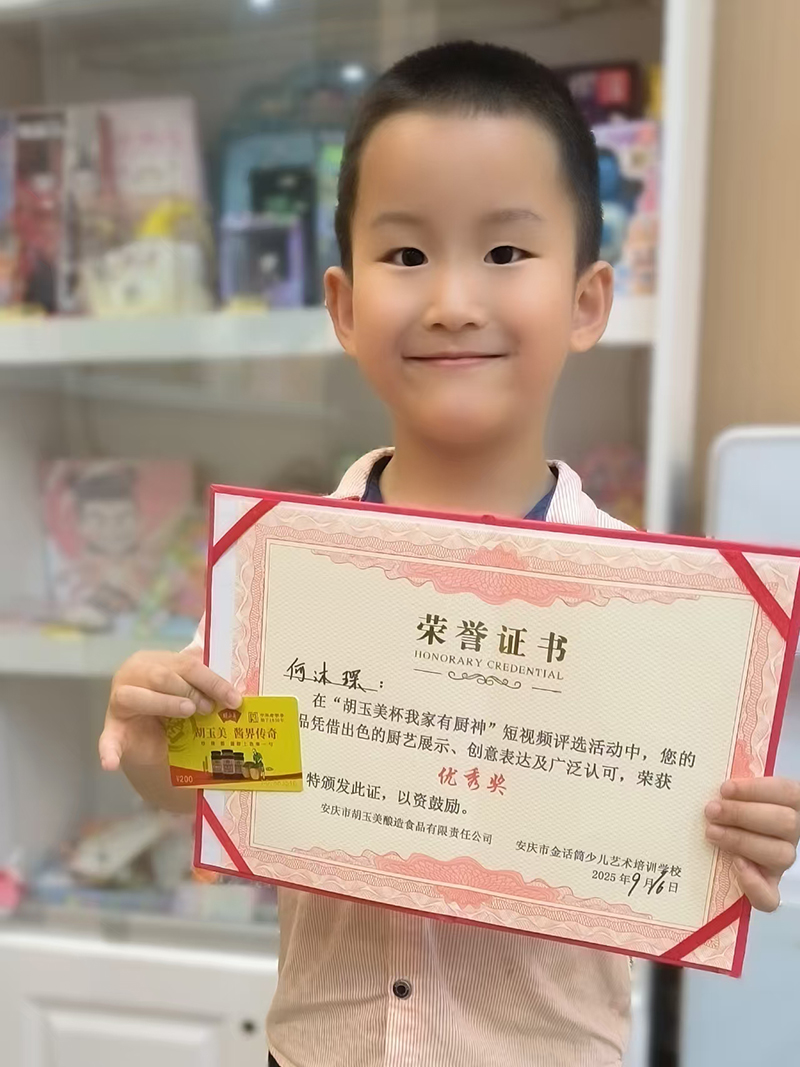 荣誉证书
HONORARY CREDENTIAL
何沐琛：
在“胡玉美杯我家有厨神”短视频评选活动中，您的
品凭借出色的厨艺展示、创意表达及广泛认可，荣获
优秀奖
特颁发此证，以资鼓励。
安庆市胡玉美酿造食品有限责任公司
安庆市金话筒少儿艺术培训学校
2025年9月16日
胡玉美 酱界传奇
¥200